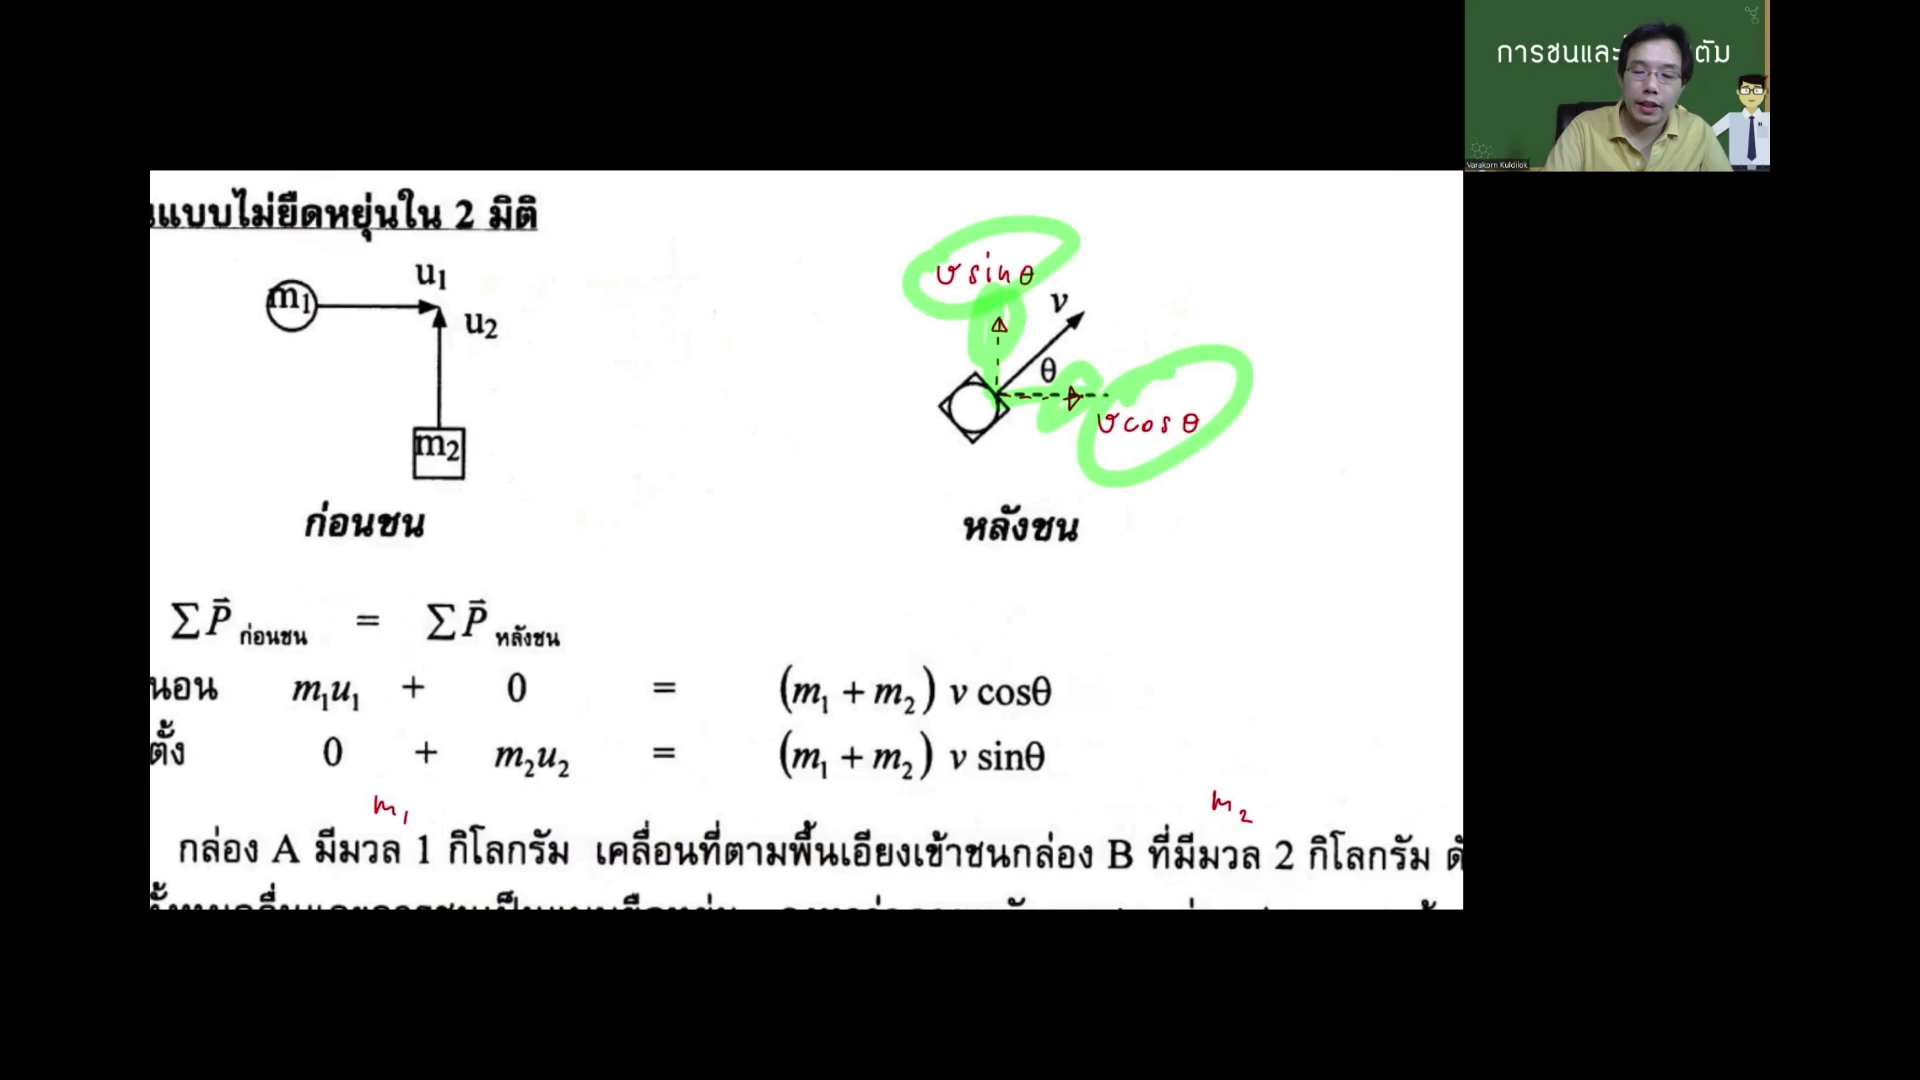 การชนและ ตัม
Varakorn Kuldilok
นแบบไม่ยืดหยุ่นใน 2 มิติ
m1 u1
u2
m2
v sinθ
v
θ
v cosθ
ก่อนชน หลังชน
∑P⃗ ก่อนชน = ∑P⃗ หลังชน
นอน m₁u₁ + 0 = (m₁ + m₂) v cosθ
ตั้ง 0 + m₂u₂ = (m₁ + m₂) v sinθ
m₁ m₂
กล่อง A มีมวล 1 กิโลกรัม เคลื่อนที่ตามพื้นเอียงเข้าชนกล่อง B ที่มีมวล 2 กิโลกรัม